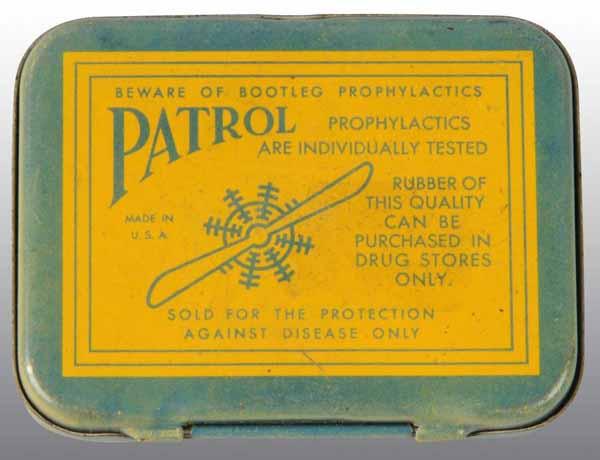 BEWARE OF BOOTLEG PROPHYLACTICS
PATROL PROPHYLACTICS
ARE INDIVIDUALLY TESTED
MADE IN
U. S. A.
RUBBER OF
THIS QUALITY
CAN BE
PURCHASED IN
DRUG STORES
ONLY.
SOLD FOR THE PROTECTION
AGAINST DISEASE ONLY